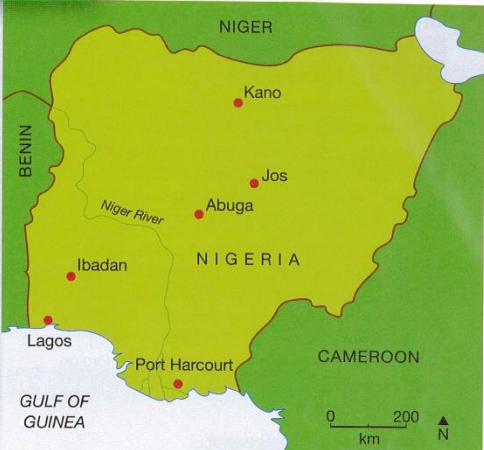 NIGER
Kano
BENIN
Jos
Abuga
Niger River
NIGERIA
Ibadan
Lagos
Port Harcourt
CAMEROON
GULF OF
GUINEA
0 200
km
N